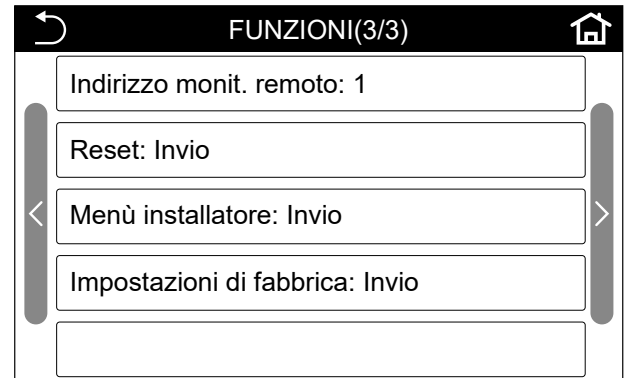 FUNZIONI(3/3)
Indirizzo monit. remoto: 1
Reset: Invio
Menù installatore: Invio
Impostazioni di fabbrica: Invio